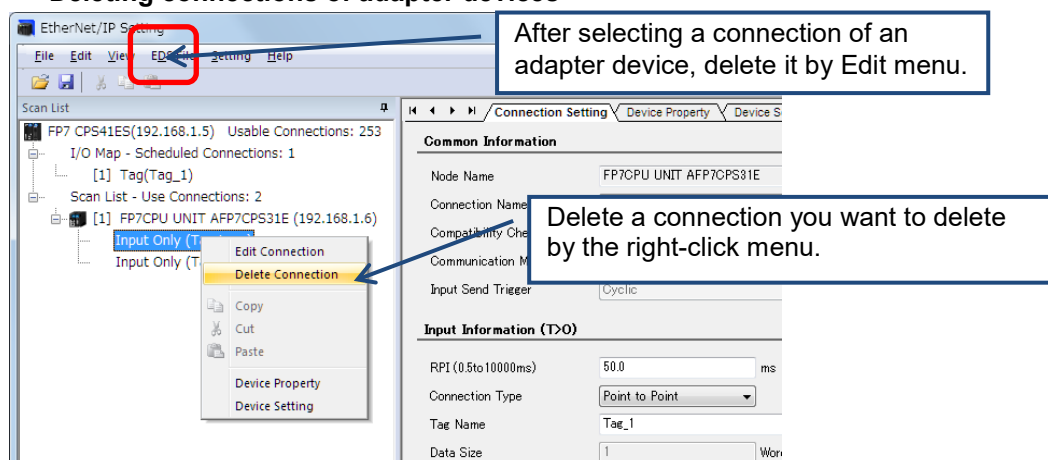 Deleting connections of adapter devices
EtherNet/IP Setting
After selecting a connection of an
adapter device, delete it by Edit menu.
File Edit View EDS File Setting Help
Scan List
Connection Setting Device Property Device S
FP7 CPS41ES(192.168.1.5) Usable Connections: 253
I/O Map - Scheduled Connections: 1
[1] Tag(Tag_1)
Scan List - Use Connections: 2
[1] FP7CPU UNIT AFP7CPS31E (192.168.1.6)
Input Only (T
Input Only (T
Edit Connection
Delete Connection
Copy
Cut
Paste
Device Property
Device Setting
Common Information
Node Name FP7CPU UNIT AFP7CPS31E
Connection Name
Delete a connection you want to delete
by the right-click menu.
Compatibility Che
Communication M
Input Send Trigger Cyclic
Input Information (T>O)
RPI (0.5to10000ms) 50.0 ms
Connection Type Point to Point
Tag Name Tag_1
Data Size 1 Wor